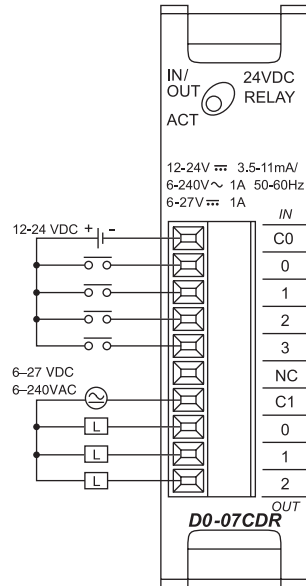 IN/
OUT
ACT
24VDC
RELAY
12-24V ⎓ 3.5-11mA/
6-240V~ 1A 50-60Hz
6-27V ⎓ 1A
IN
12-24 VDC + -
C0
0
1
2
3
NC
6–27 VDC
6–240VAC
C1
L 0
L 1
L 2
OUT
D0-07CDR